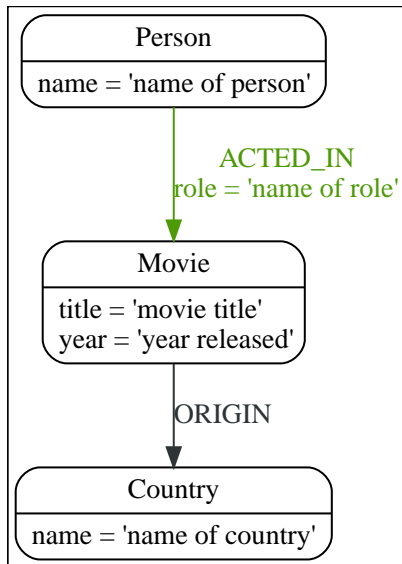 Person
name = 'name of person'
ACTED_IN
role = 'name of role'
Movie
title = 'movie title'
year = 'year released'
ORIGIN
Country
name = 'name of country'